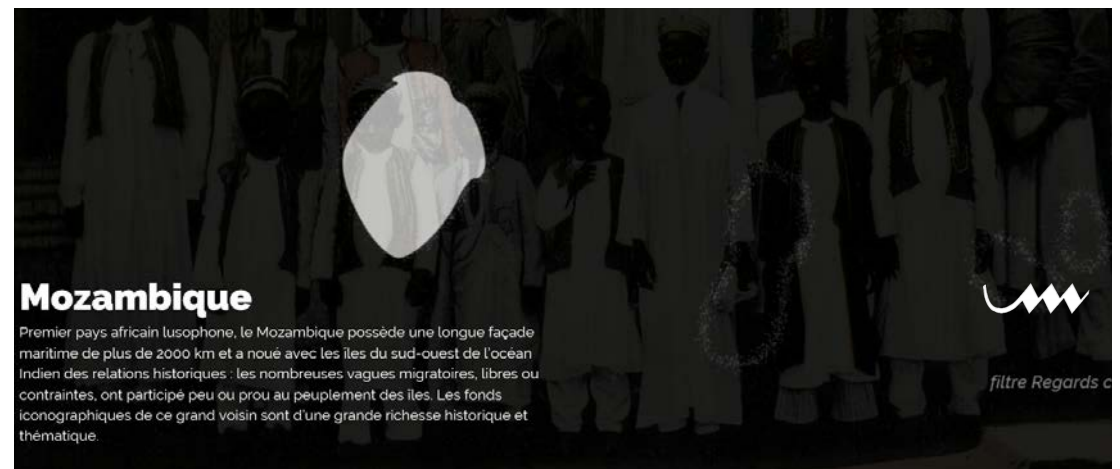 Mozambique
Premier pays africain lusophone, le Mozambique possède une longue façade
maritime de plus de 2000 km et a noué avec les îles du sud-ouest de l'océan
Indien des relations historiques : les nombreuses vagues migratoires, libres ou
contraintes, ont participé peu ou prou au peuplement des îles. Les fonds
iconographiques de ce grand voisin sont d'une grande richesse historique et
thématique.
filtre Regards c